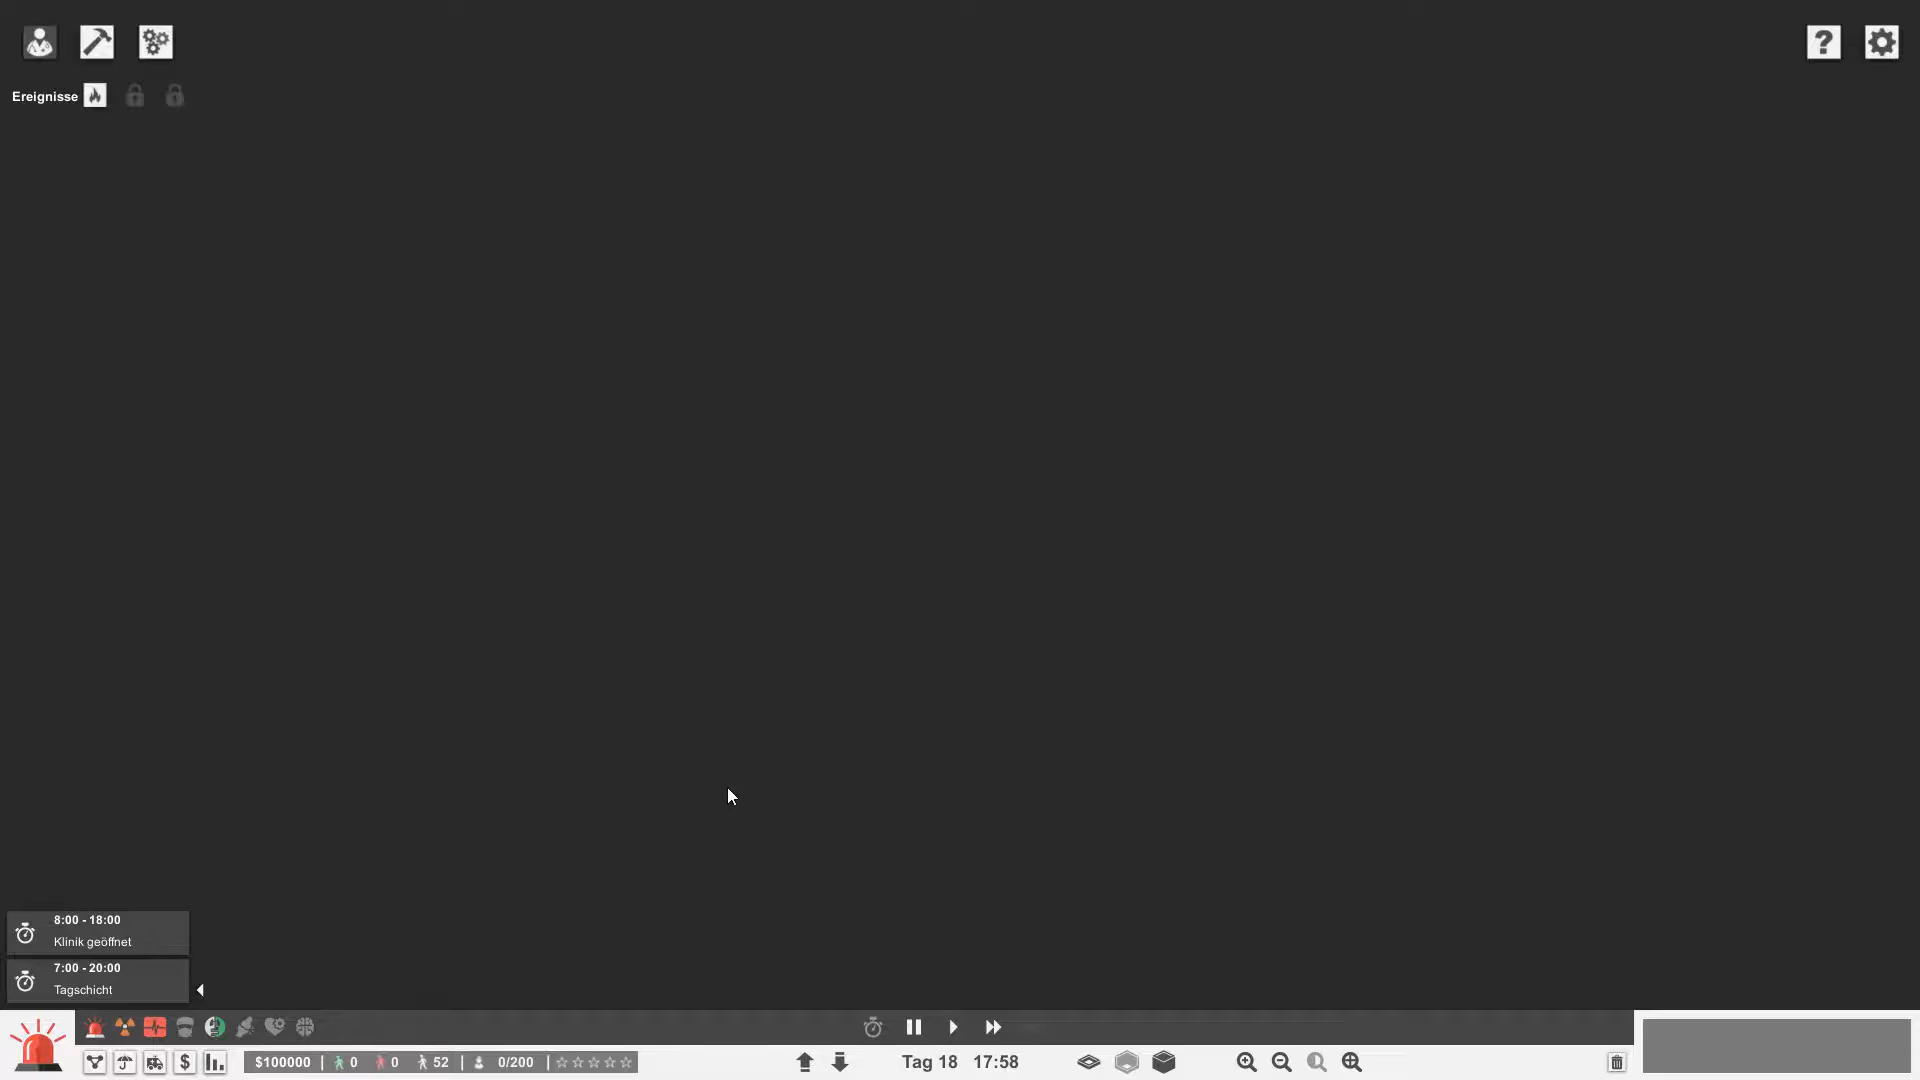 Ereignisse
8:00 - 18:00
Klinik geöffnet
7:00 - 20:00
Tagschicht
$100000 | 0 0 52 | 0/200 |
Tag 18 17:58